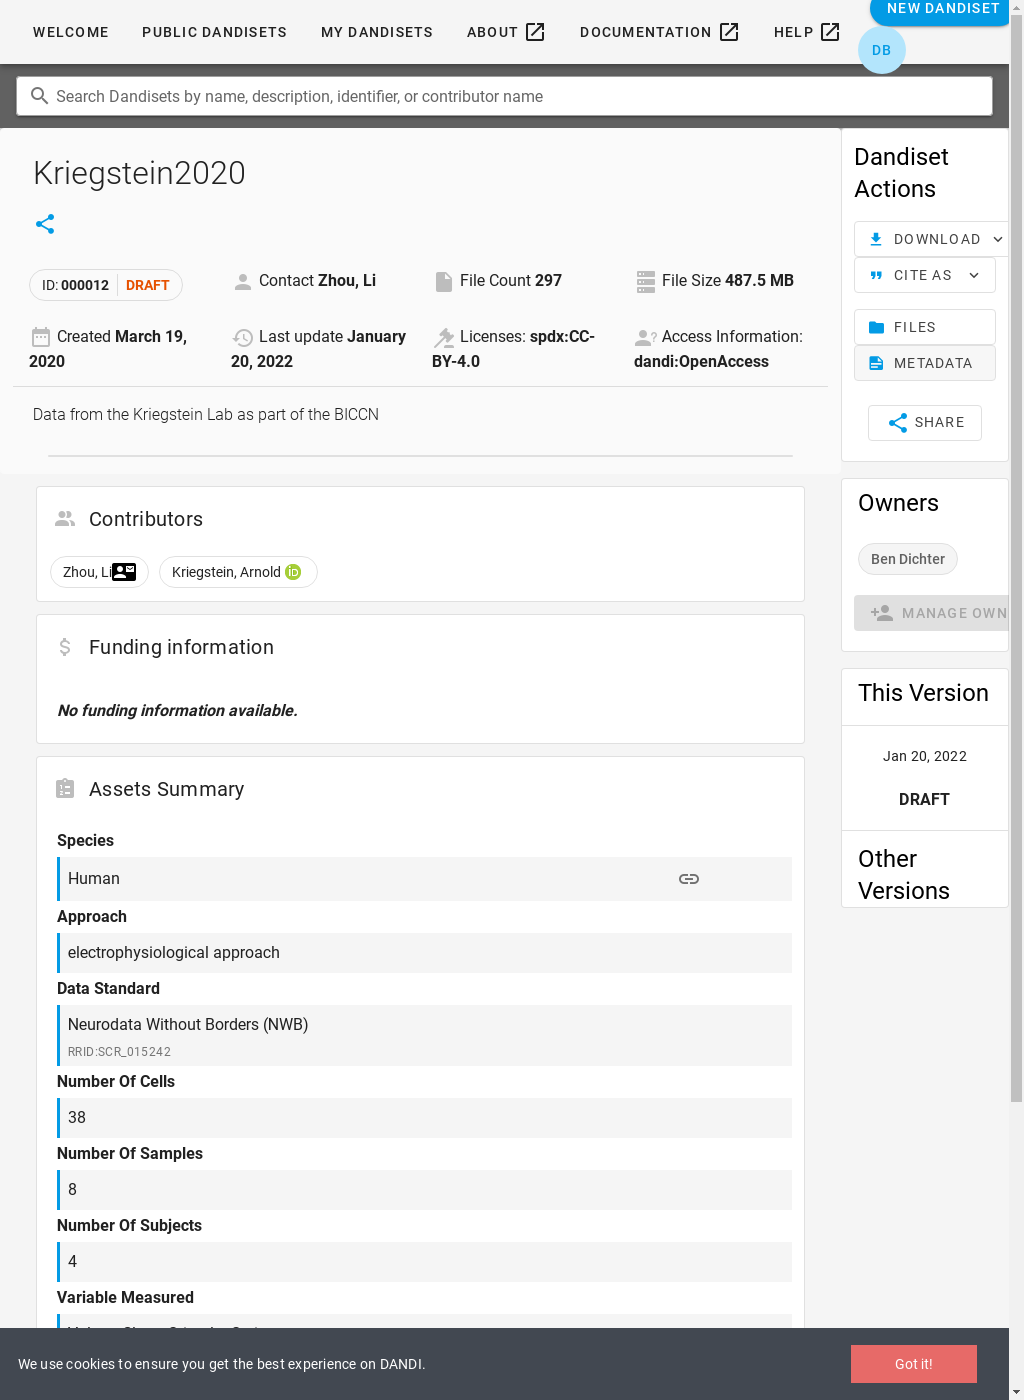 NEW DANDISET
WELCOME PUBLIC DANDISETS MY DANDISETS ABOUT DOCUMENTATION HELP
DB
Search Dandisets by name, description, identifier, or contributor name
Kriegstein2020
ID: 000012 DRAFT
Contact Zhou, Li
File Count 297
File Size 487.5 MB
Created March 19,
2020
Last update January
20, 2022
Licenses: spdx:CC-
BY-4.0
Access Information:
dandi:OpenAccess
Data from the Kriegstein Lab as part of the BICCN
Contributors
Zhou, Li
Kriegstein, Arnold iD
Funding information
No funding information available.
Assets Summary
Species
Human
Approach
electrophysiological approach
Data Standard
Neurodata Without Borders (NWB)
RRID:SCR_015242
Number Of Cells
38
Number Of Samples
8
Number Of Subjects
4
Variable Measured
Dandiset
Actions
DOWNLOAD
CITE AS
FILES
METADATA
SHARE
Owners
Ben Dichter
MANAGE OWN
This Version
Jan 20, 2022
DRAFT
Other
Versions
We use cookies to ensure you get the best experience on DANDI.
Got it!